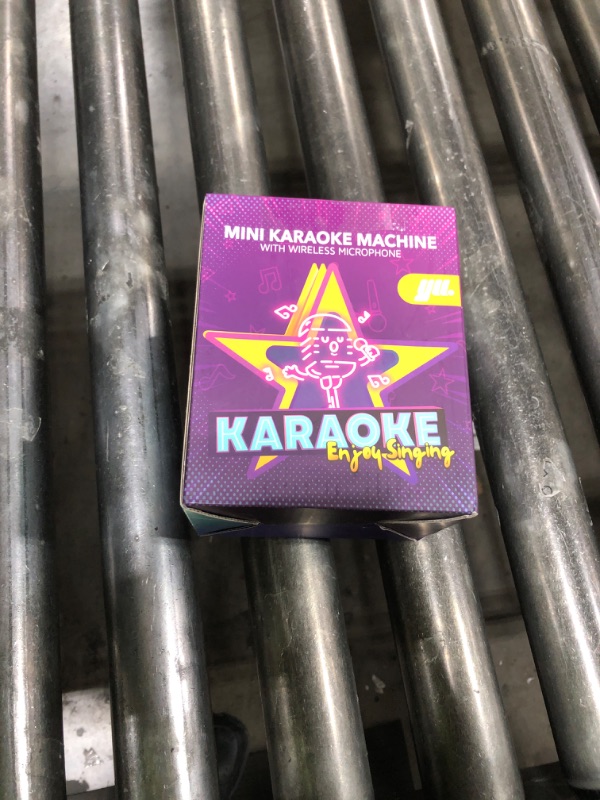 MINI KARAOKE MACHINE
WITH WIRELESS MICROPHONE
KARAOKE
Enjoy Singing